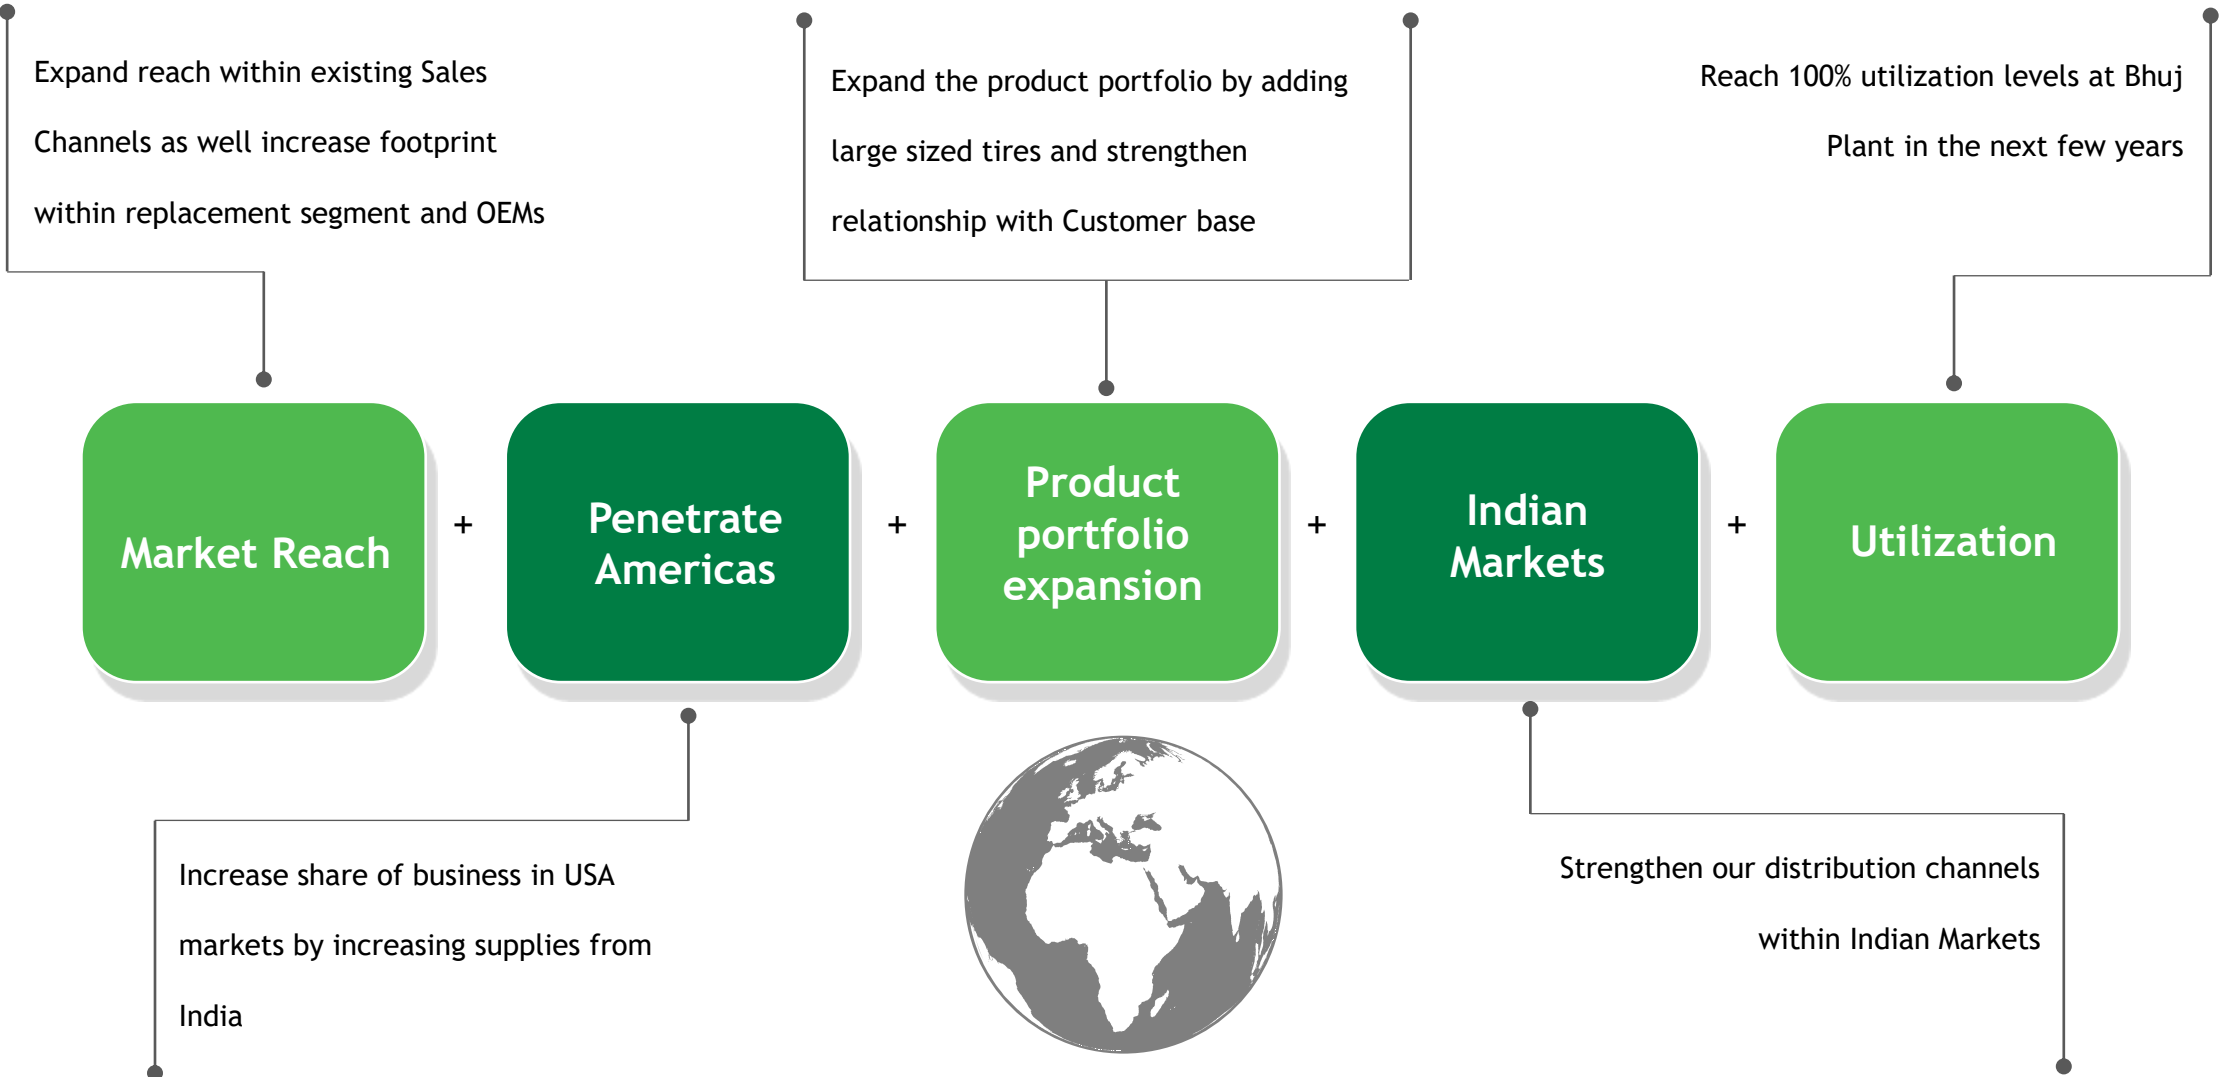 Expand reach within existing Sales
Channels as well increase footprint
within replacement segment and OEMs
Expand the product portfolio by adding
large sized tires and strengthen
relationship with Customer base
Reach 100% utilization levels at Bhuj
Plant in the next few years
Market Reach
+
Penetrate
Americas
+
Product
portfolio
expansion
+
Indian
Markets
+
Utilization
Increase share of business in USA
markets by increasing supplies from
India
Strengthen our distribution channels
within Indian Markets